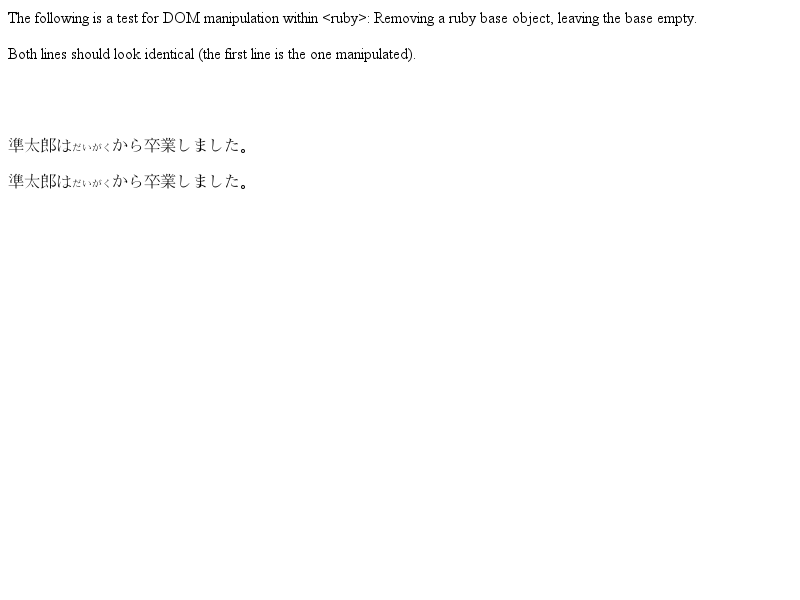 The following is a test for DOM manipulation within <ruby>: Removing a ruby base object, leaving the base empty.
Both lines should look identical (the first line is the one manipulated).
準太郎はだいがくから卒業しました。
準太郎はだいがくから卒業しました。